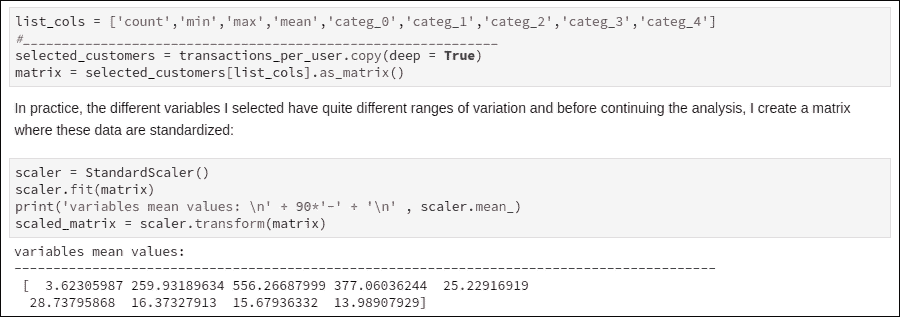 list_cols = ['count','min','max','mean','categ_0','categ_1','categ_2','categ_3','categ_4']
#_____________________________________________________________
selected_customers = transactions_per_user.copy(deep = True)
matrix = selected_customers[list_cols].as_matrix()
In practice, the different variables I selected have quite different ranges of variation and before continuing the analysis, I create a matrix
where these data are standardized:
scaler = StandardScaler()
scaler.fit(matrix)
print('variables mean values: \n' + 90*'-' + '\n' , scaler.mean_)
scaled_matrix = scaler.transform(matrix)
variables mean values:
------------------------------------------------------------------------------------------
[  3.62305987 259.93189634 556.26687999 377.06036244  25.22916919
28.73795868  16.37327913  15.67936332  13.98907929]